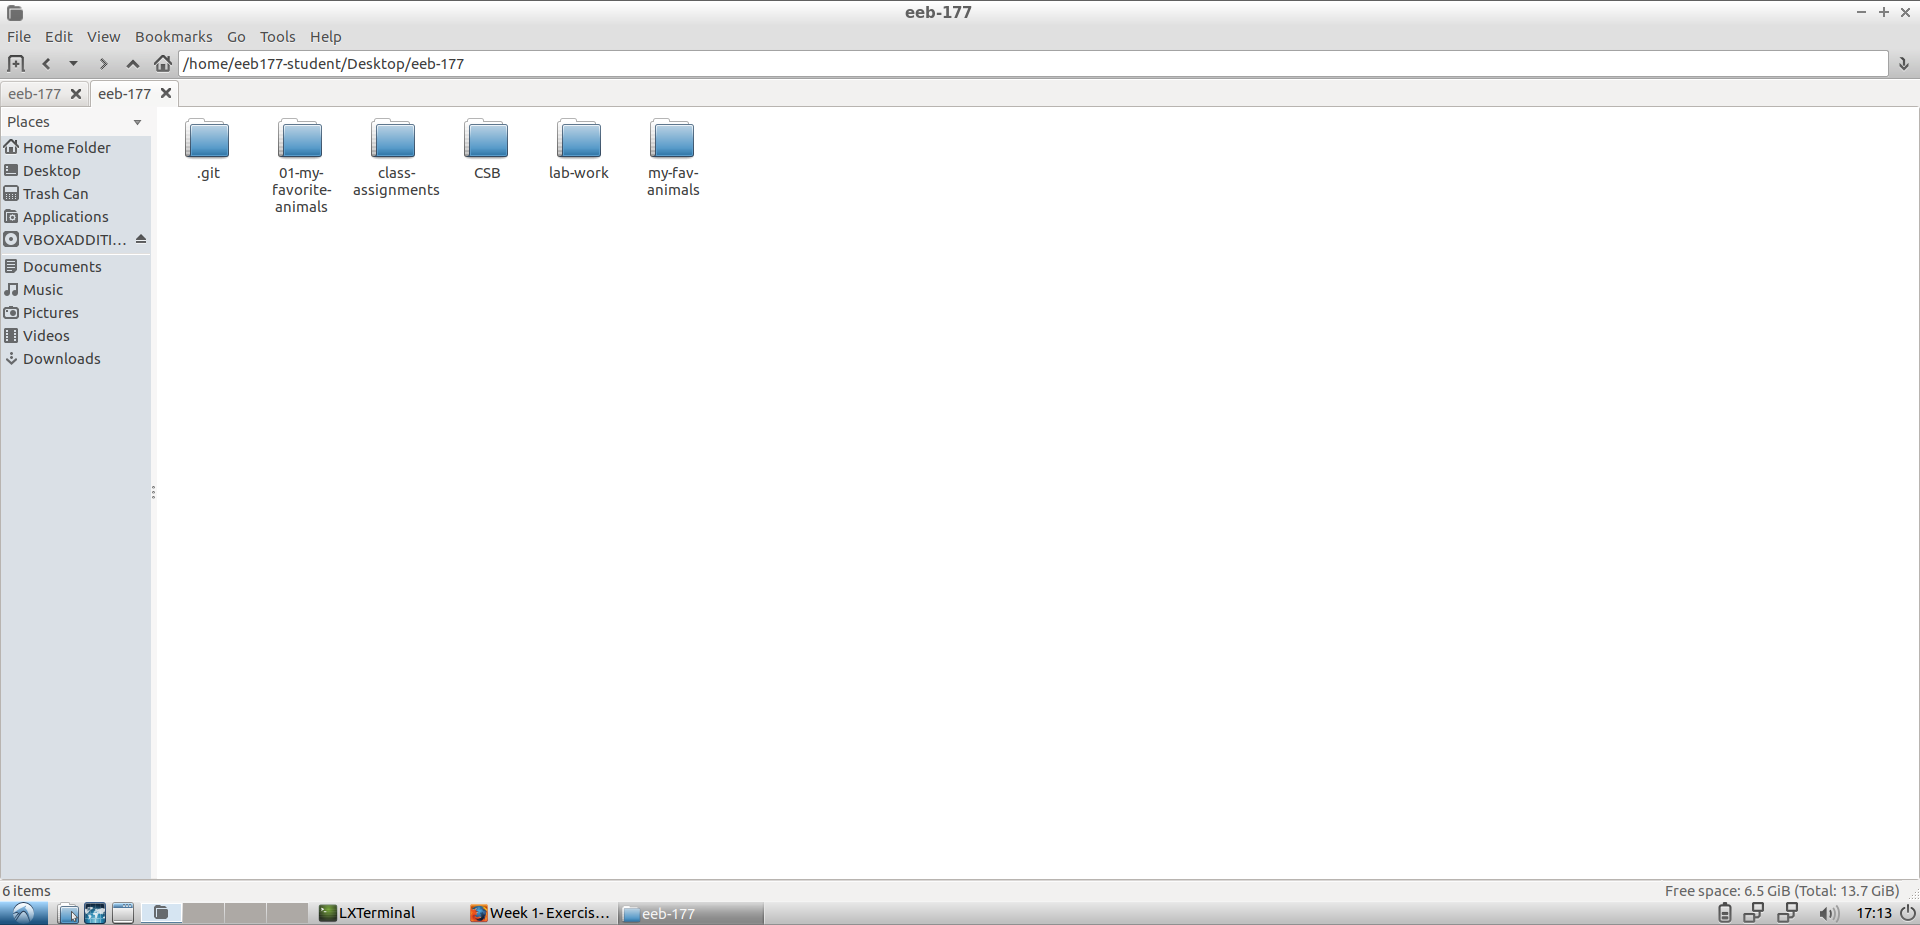 eeb-177
File Edit View Bookmarks Go Tools Help
/home/eeb177-student/Desktop/eeb-177
eeb-177 eeb-177
Places
Home Folder
Desktop
Trash Can
Applications
VBOXADDITI...
Documents
Music
Pictures
Videos
Downloads
.git
01-my-
favorite-
animals
class-
assignments
CSB
lab-work
my-fav-
animals
6 items
Free space: 6.5 GiB (Total: 13.7 GiB)
LXTerminal
Week 1- Exercis...
eeb-177
17:13